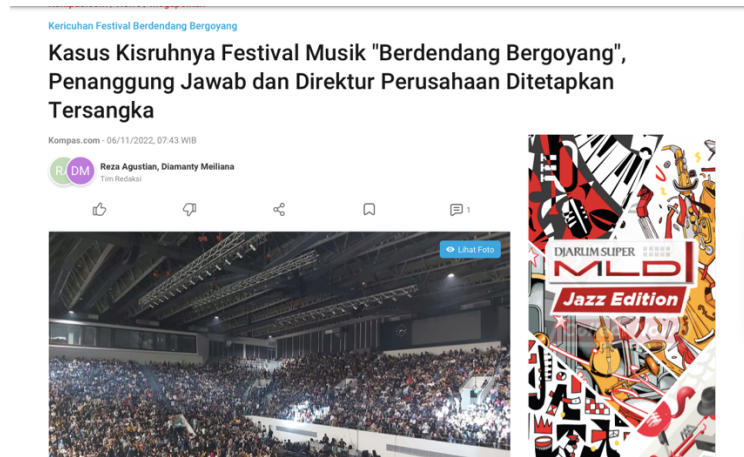 Kericuhan Festival Berdendang Bergoyang
Kasus Kisruhnya Festival Musik "Berdendang Bergoyang",
Penanggung Jawab dan Direktur Perusahaan Ditetapkan
Tersangka
Kompas.com - 06/11/2022, 07:43 WIB
RA DM
Reza Agustian, Diamanty Meiliana
Tim Redaksi
1
Lihat Foto
DJARUM SUPER
MLD
Jazz Edition